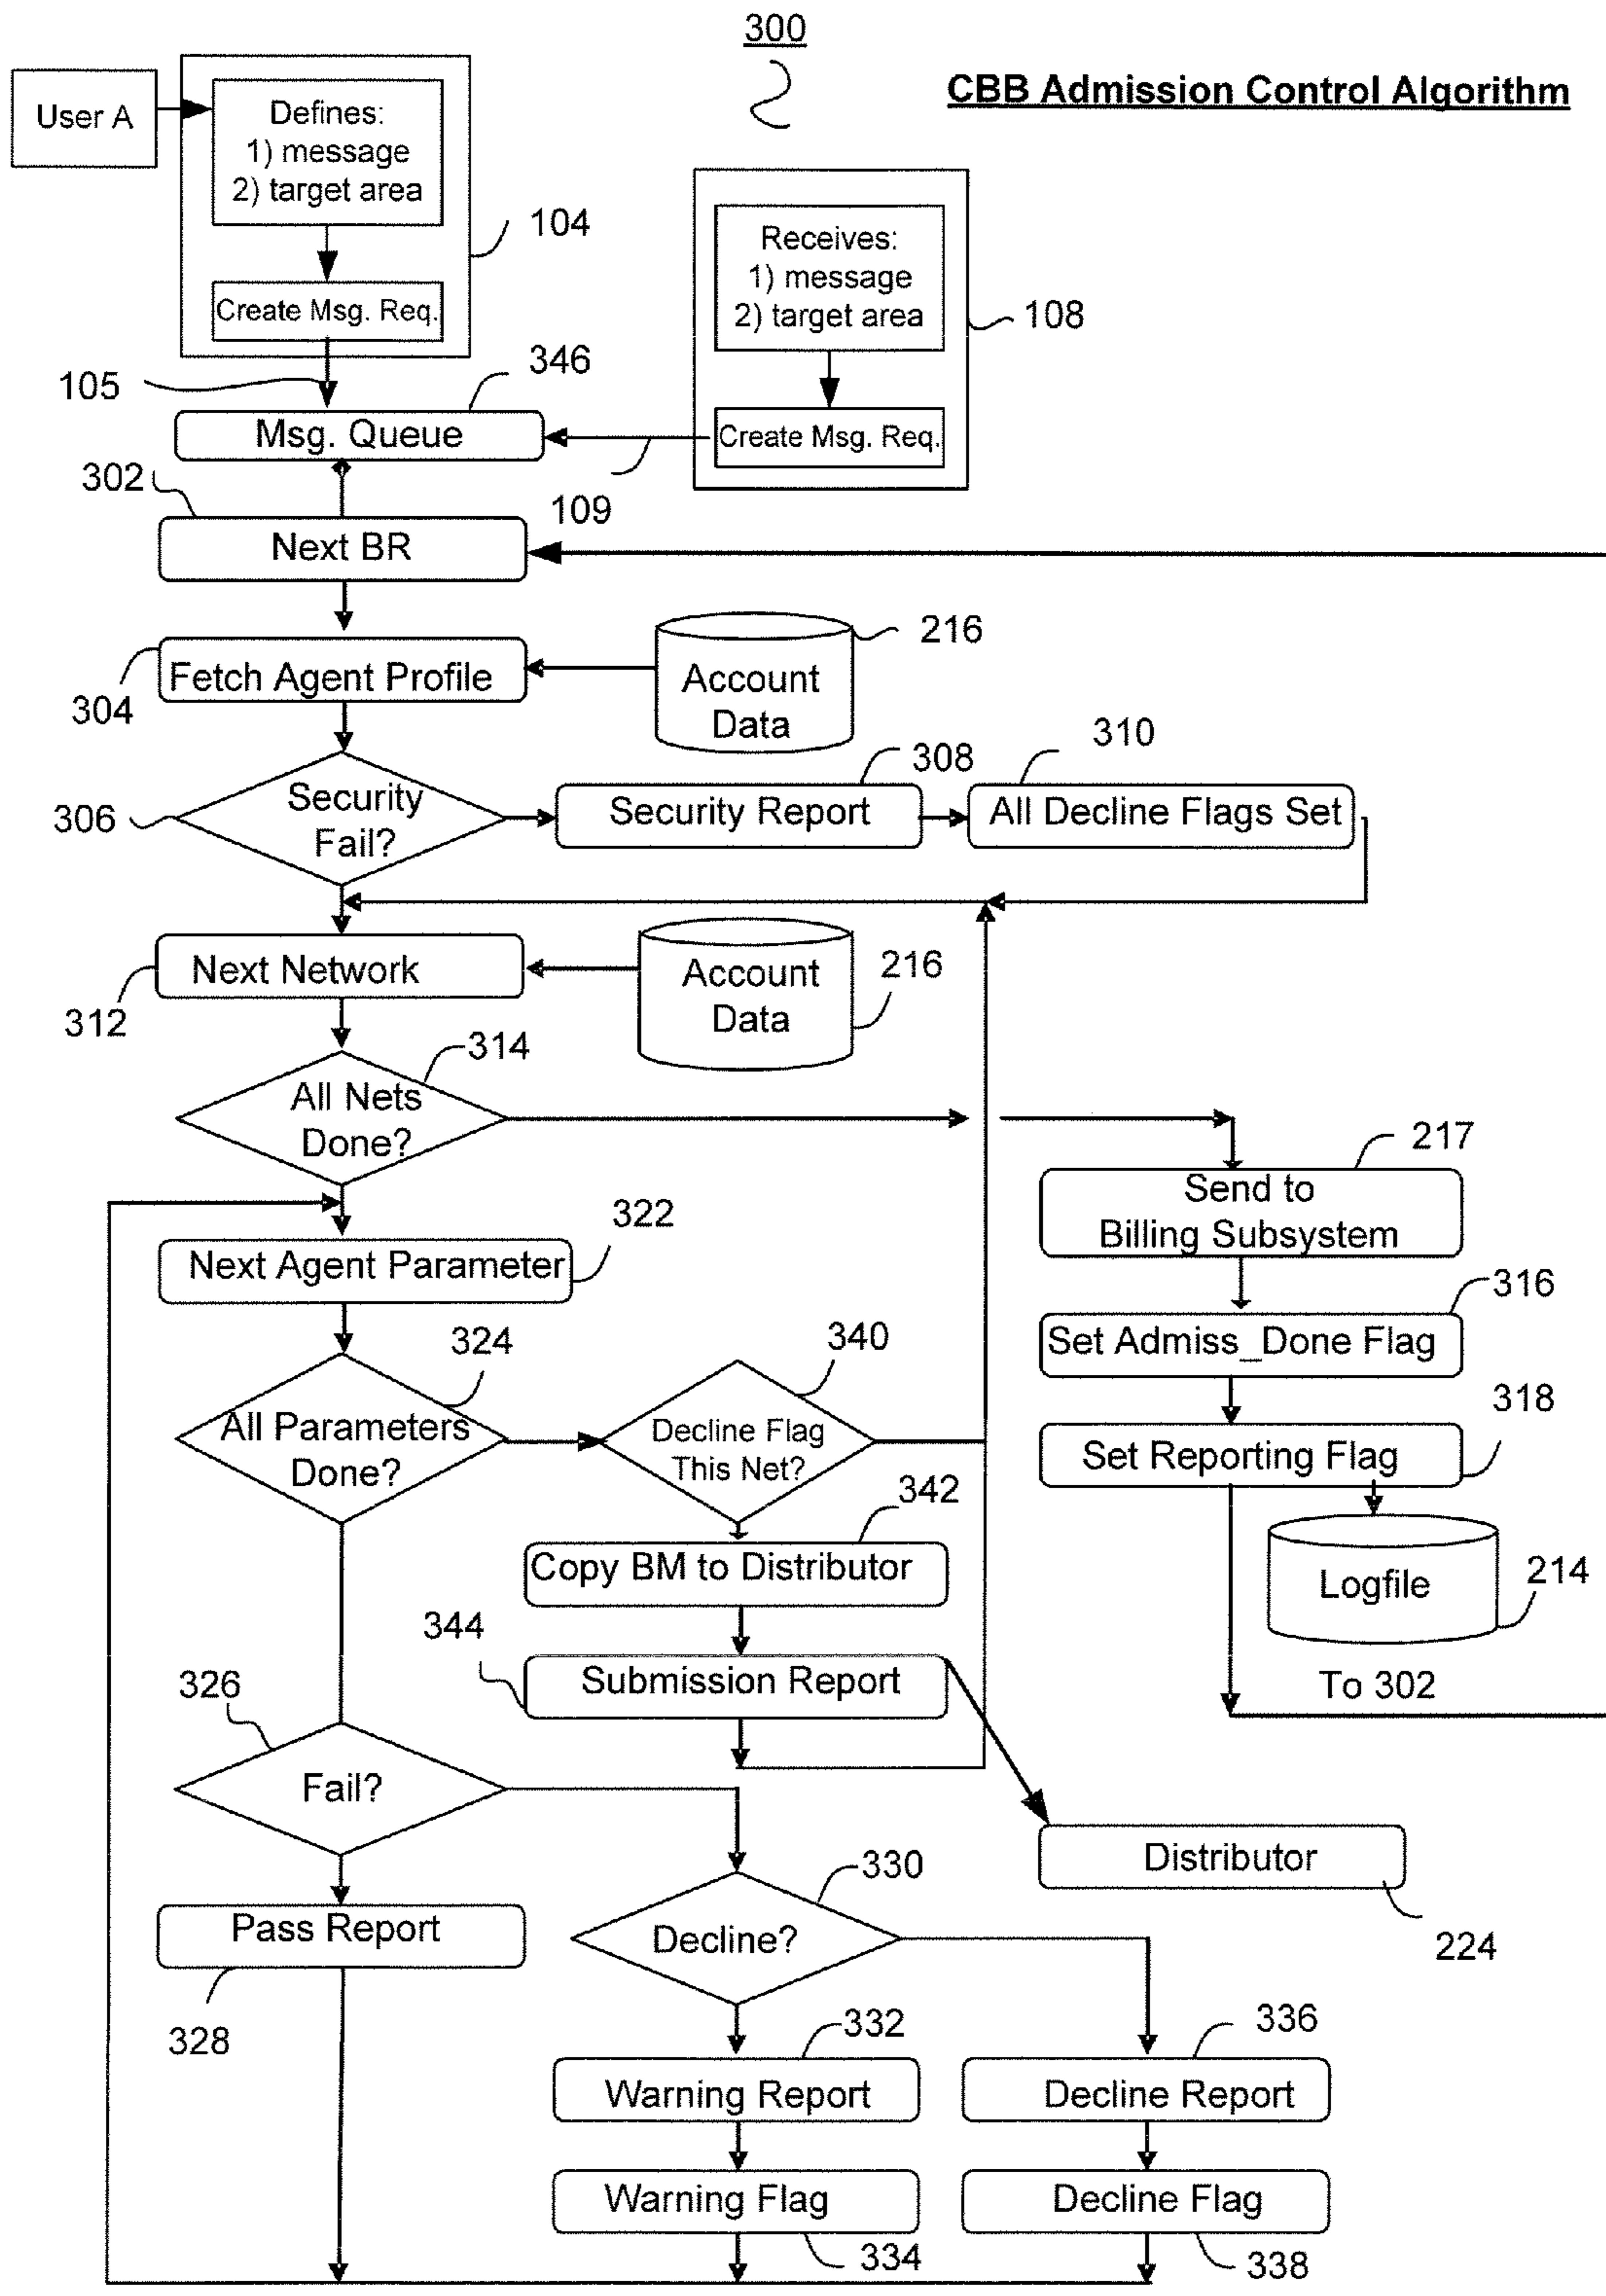 300
CBB Admission Control Algorithm
User A
Defines:
1) message
2) target area
Create Msg. Req.
104
Receives:
1) message
2) target area
Create Msg. Req.
108
105
346
Msg. Queue
109
302
Next BR
304
Fetch Agent Profile
216
Account
Data
306
Security
Fail?
308
Security Report
310
All Decline Flags Set
312
Next Network
216
Account
Data
314
All Nets
Done?
217
Send to
Billing Subsystem
322
Next Agent Parameter
316
Set Admiss_Done Flag
324
All Parameters
Done?
340
Decline Flag
This Net?
318
Set Reporting Flag
342
Copy BM to Distributor
Logfile
214
344
Submission Report
To 302
326
Fail?
Distributor
224
330
Decline?
Pass Report
328
332
Warning Report
336
Decline Report
Warning Flag
334
Decline Flag
338